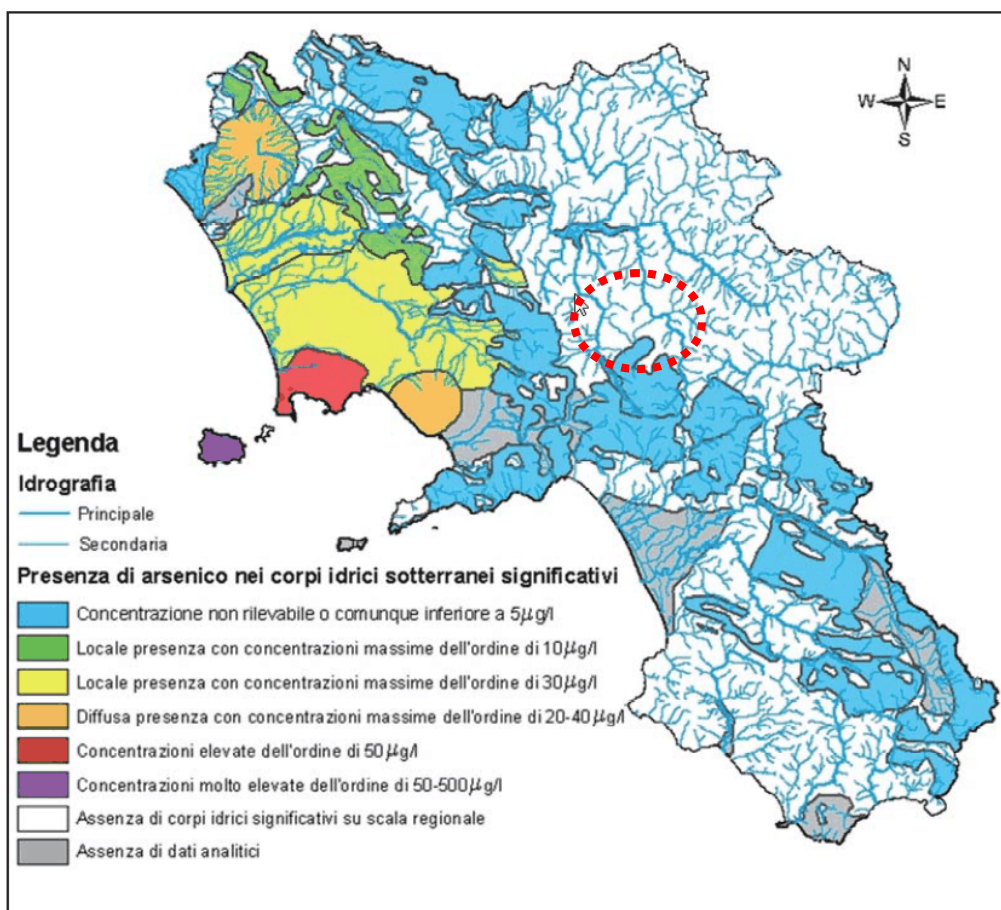 N
W E
S
Legenda
Idrografia
Principale
Secondaria
Presenza di arsenico nei corpi idrici sotterranei significativi
Concentrazione non rilevabile o comunque inferiore a 5µg/l
Locale presenza con concentrazioni massime dell'ordine di 10µg/l
Locale presenza con concentrazioni massime dell'ordine di 30µg/l
Diffusa presenza con concentrazioni massime dell'ordine di 20-40µg/l
Concentrazioni elevate dell'ordine di 50µg/l
Concentrazioni molto elevate dell'ordine di 50-500µg/l
Assenza di corpi idrici significativi su scala regionale
Assenza di dati analitici